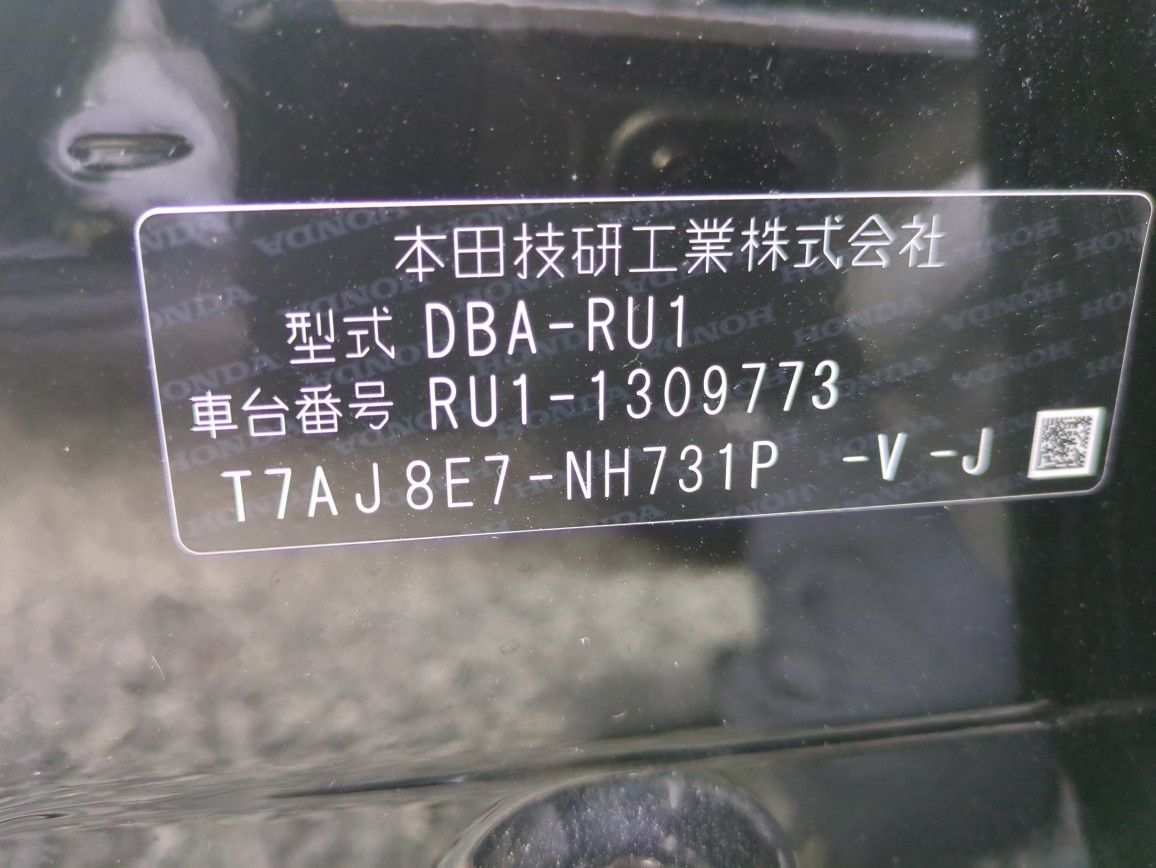 本田技研工業株式会社
型式 DBA-RU1
車台番号 RU1-1309773
T7AJ8E7-NH731P -V -J